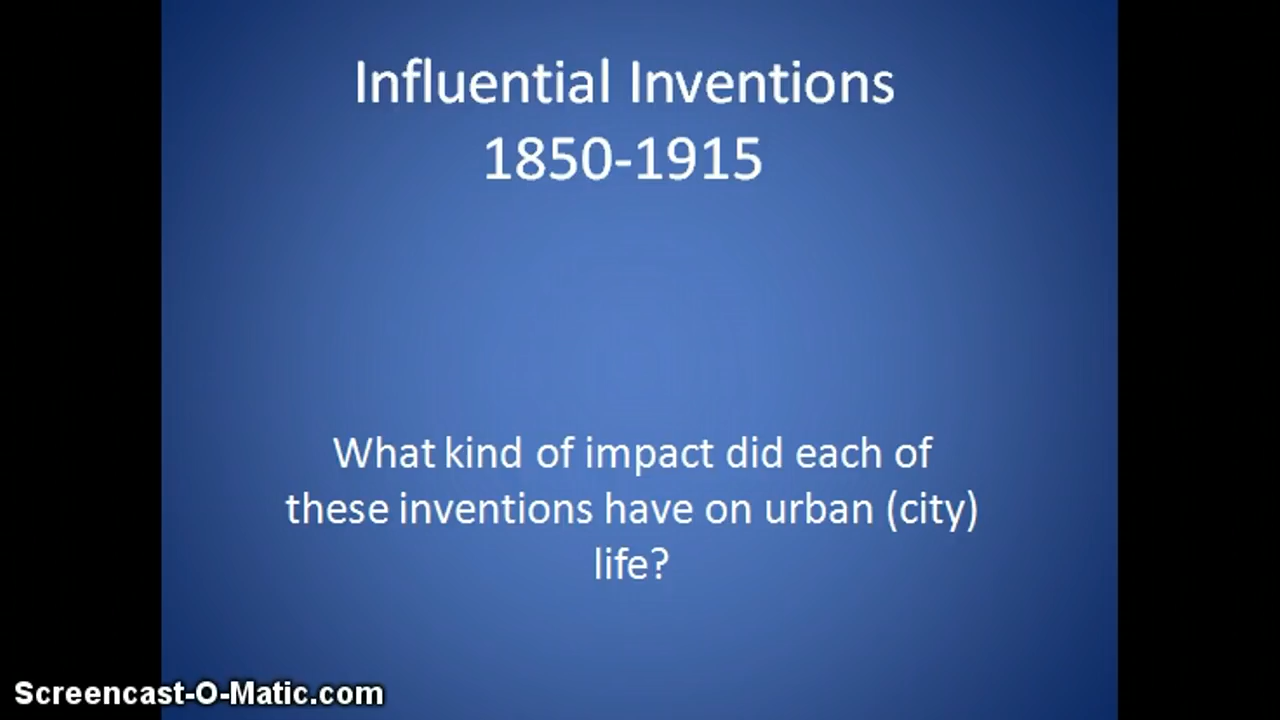 Influential Inventions
1850-1915
What kind of impact did each of
these inventions have on urban (city)
life?
Screencast-O-Matic.com